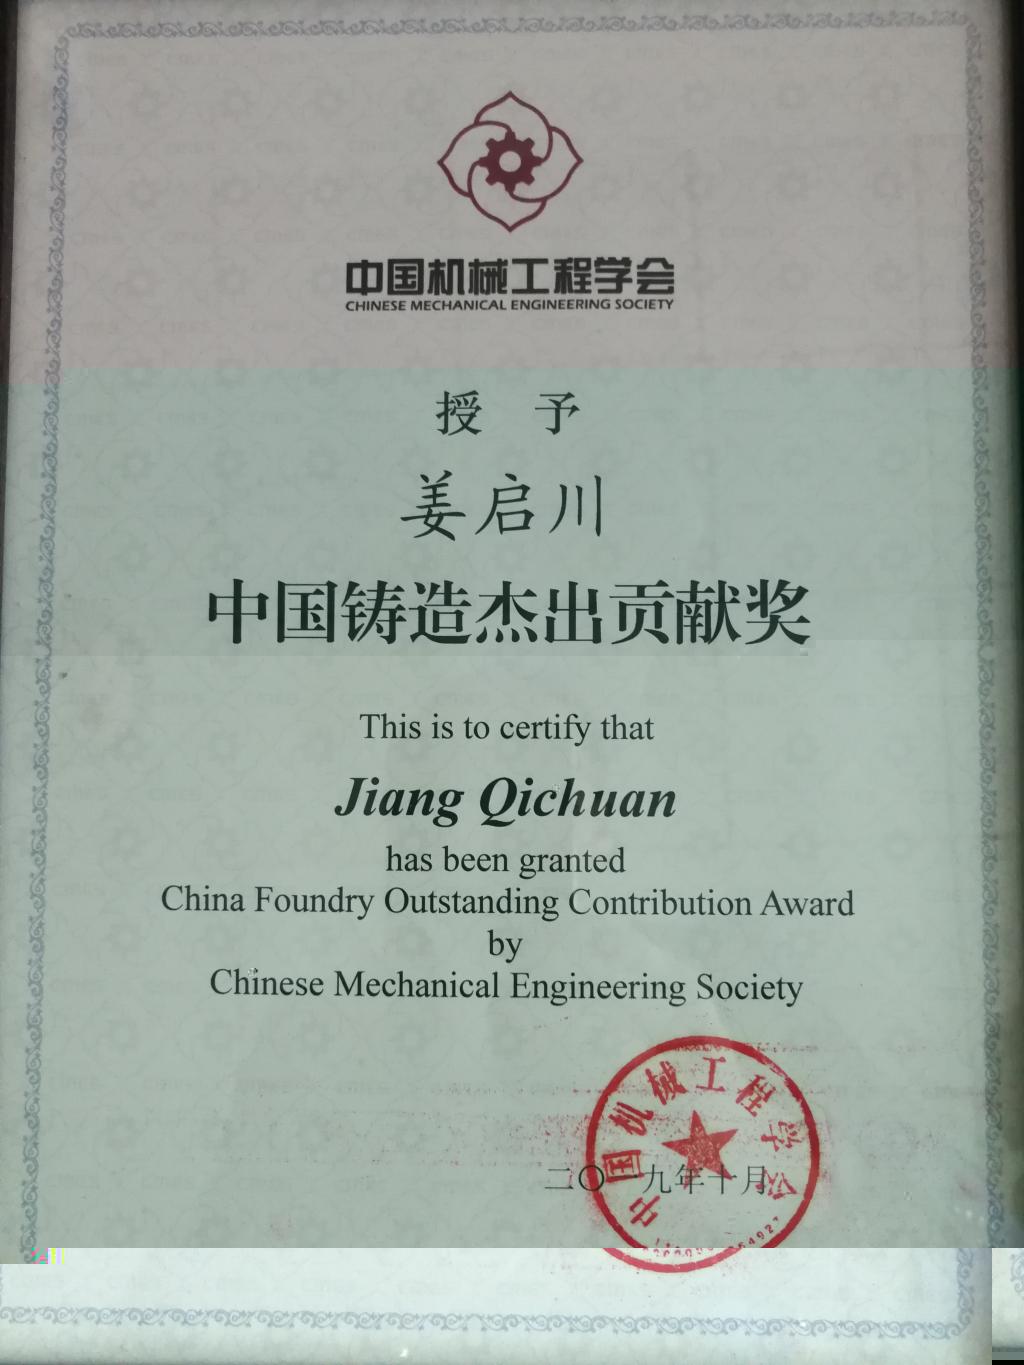 中国机械工程学会
CHINESE MECHANICAL ENGINEERING SOCIETY
授 予
姜启川
中国铸造杰出贡献奖
This is to certify that
Jiang Qichuan
has been granted
China Foundry Outstanding Contribution Award
by
Chinese Mechanical Engineering Society
中国机械工程学会
二〇一九年十月